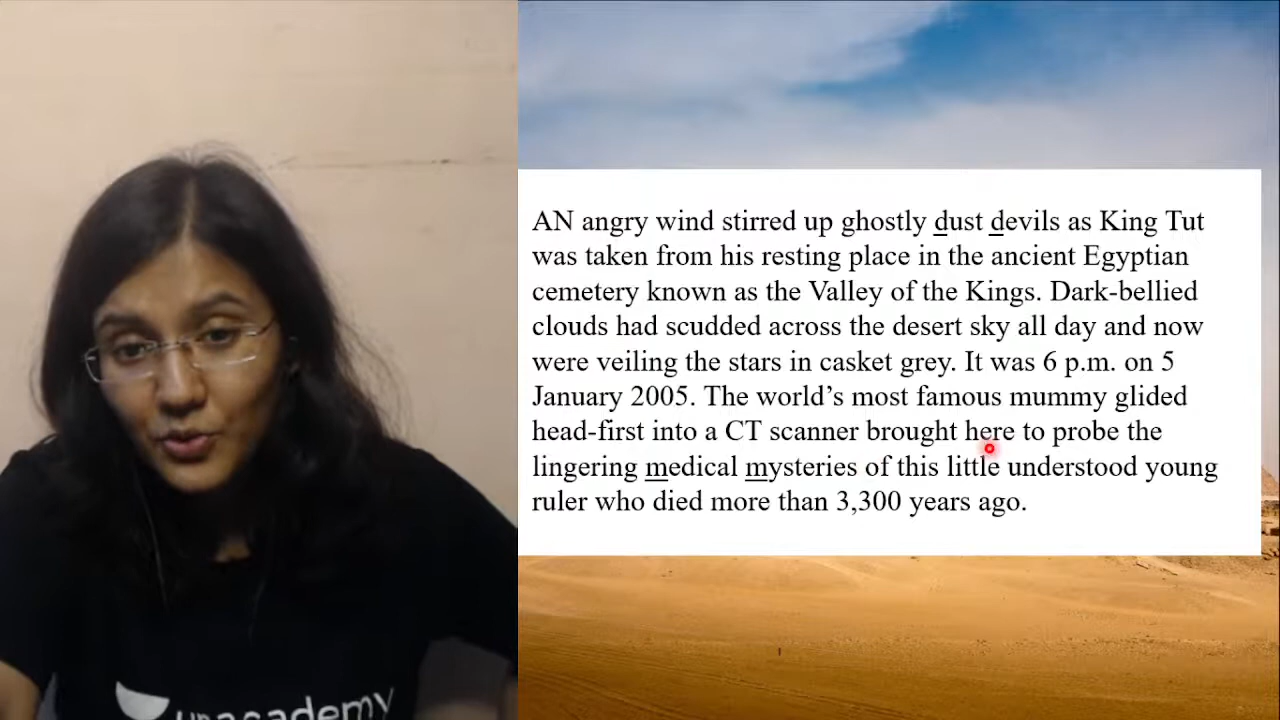 AN angry wind stirred up ghostly dust devils as King Tut
was taken from his resting place in the ancient Egyptian
cemetery known as the Valley of the Kings. Dark-bellied
clouds had scudded across the desert sky all day and now
were veiling the stars in casket grey. It was 6 p.m. on 5
January 2005. The world’s most famous mummy glided
head-first into a CT scanner brought here to probe the
lingering medical mysteries of this little understood young
ruler who died more than 3,300 years ago.
unacademy